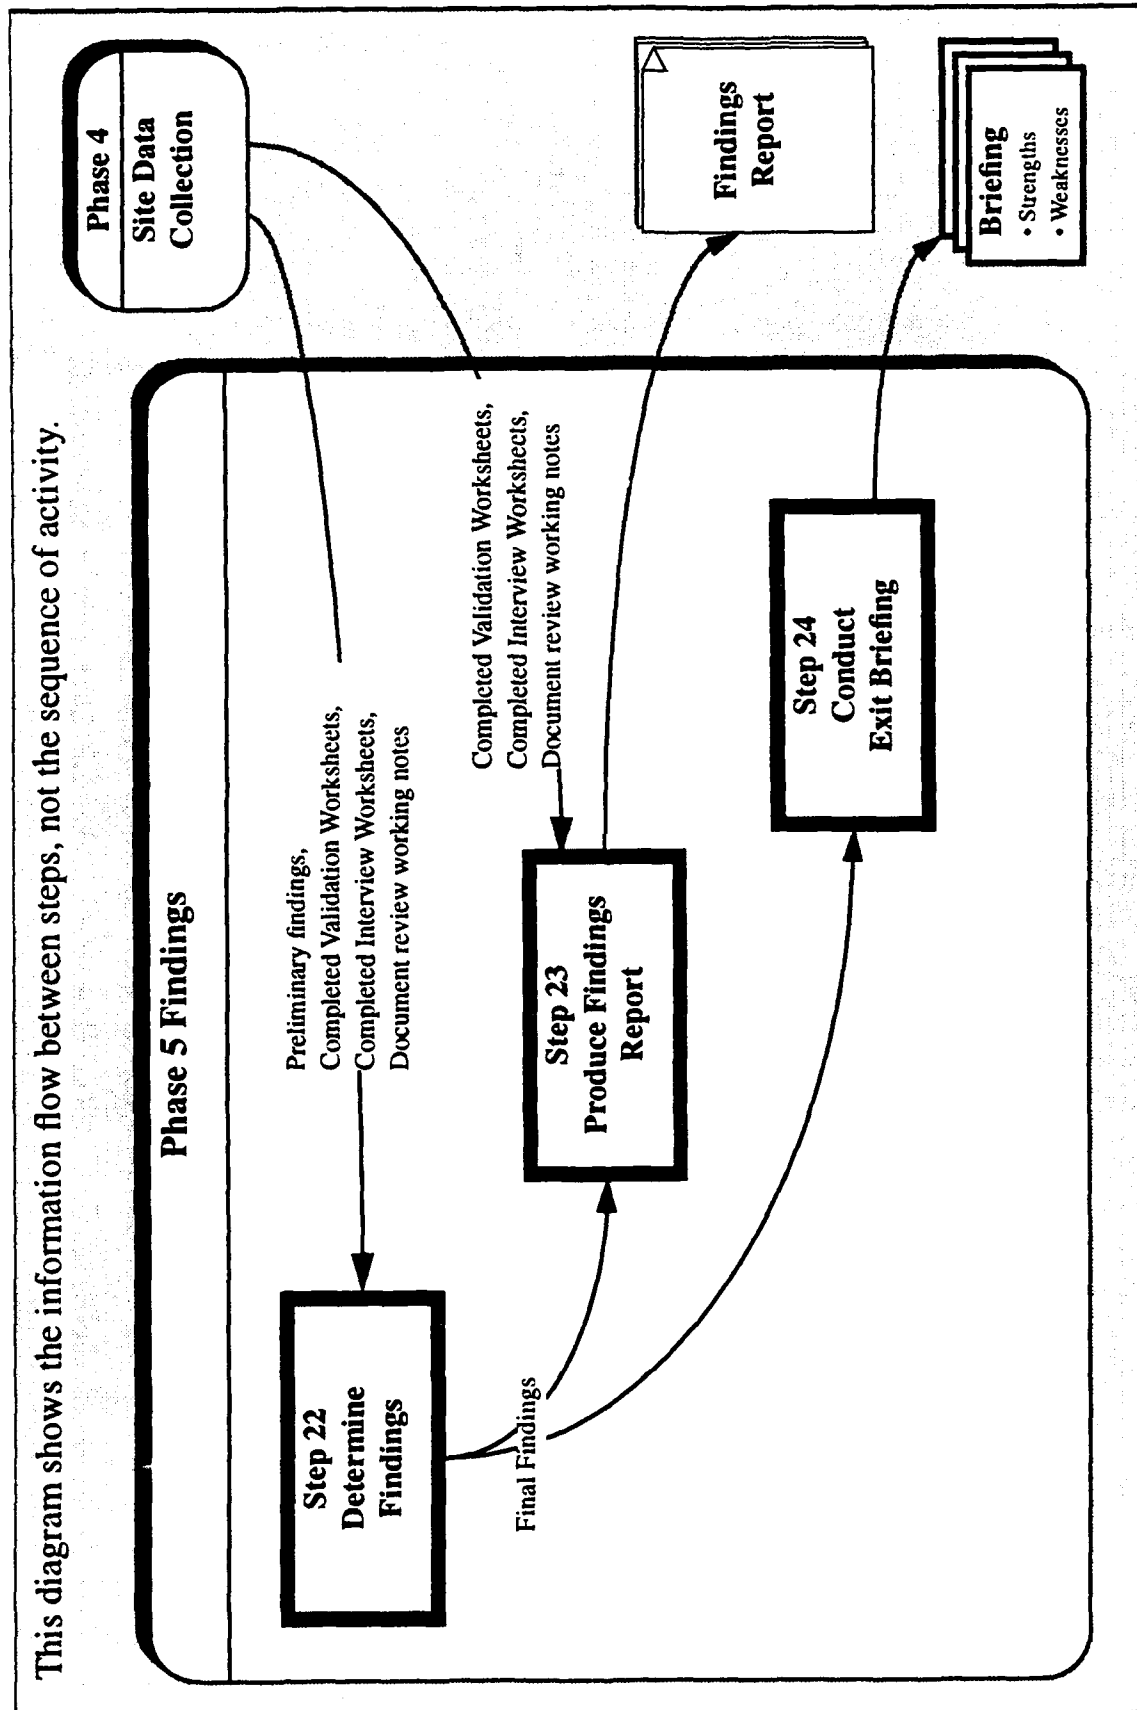 This diagram shows the information flow between steps, not the sequence of activity.
Phase 5 Findings
Phase 4
Site Data
Collection
Step 22
Determine
Findings
Preliminary findings,
Completed Validation Worksheets,
Completed Interview Worksheets,
Document review working notes
Final Findings
Step 23
Produce Findings
Report
Completed Validation Worksheets,
Completed Interview Worksheets,
Document review working notes
Findings
Report
Step 24
Conduct
Exit Briefing
Briefing
• Strengths
• Weaknesses